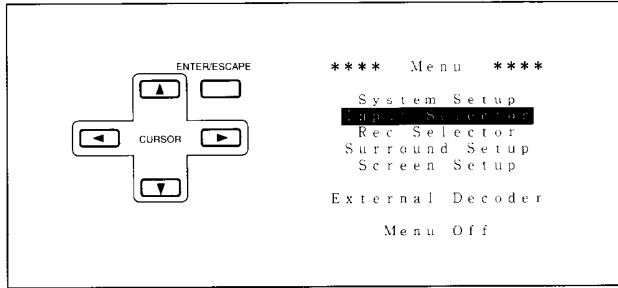 ENTER/ESCAPE
CURSOR
**** Menu ****
System Setup
Input Selector
Rec Selector
Surround Setup
Screen Setup
External Decoder
Menu Off